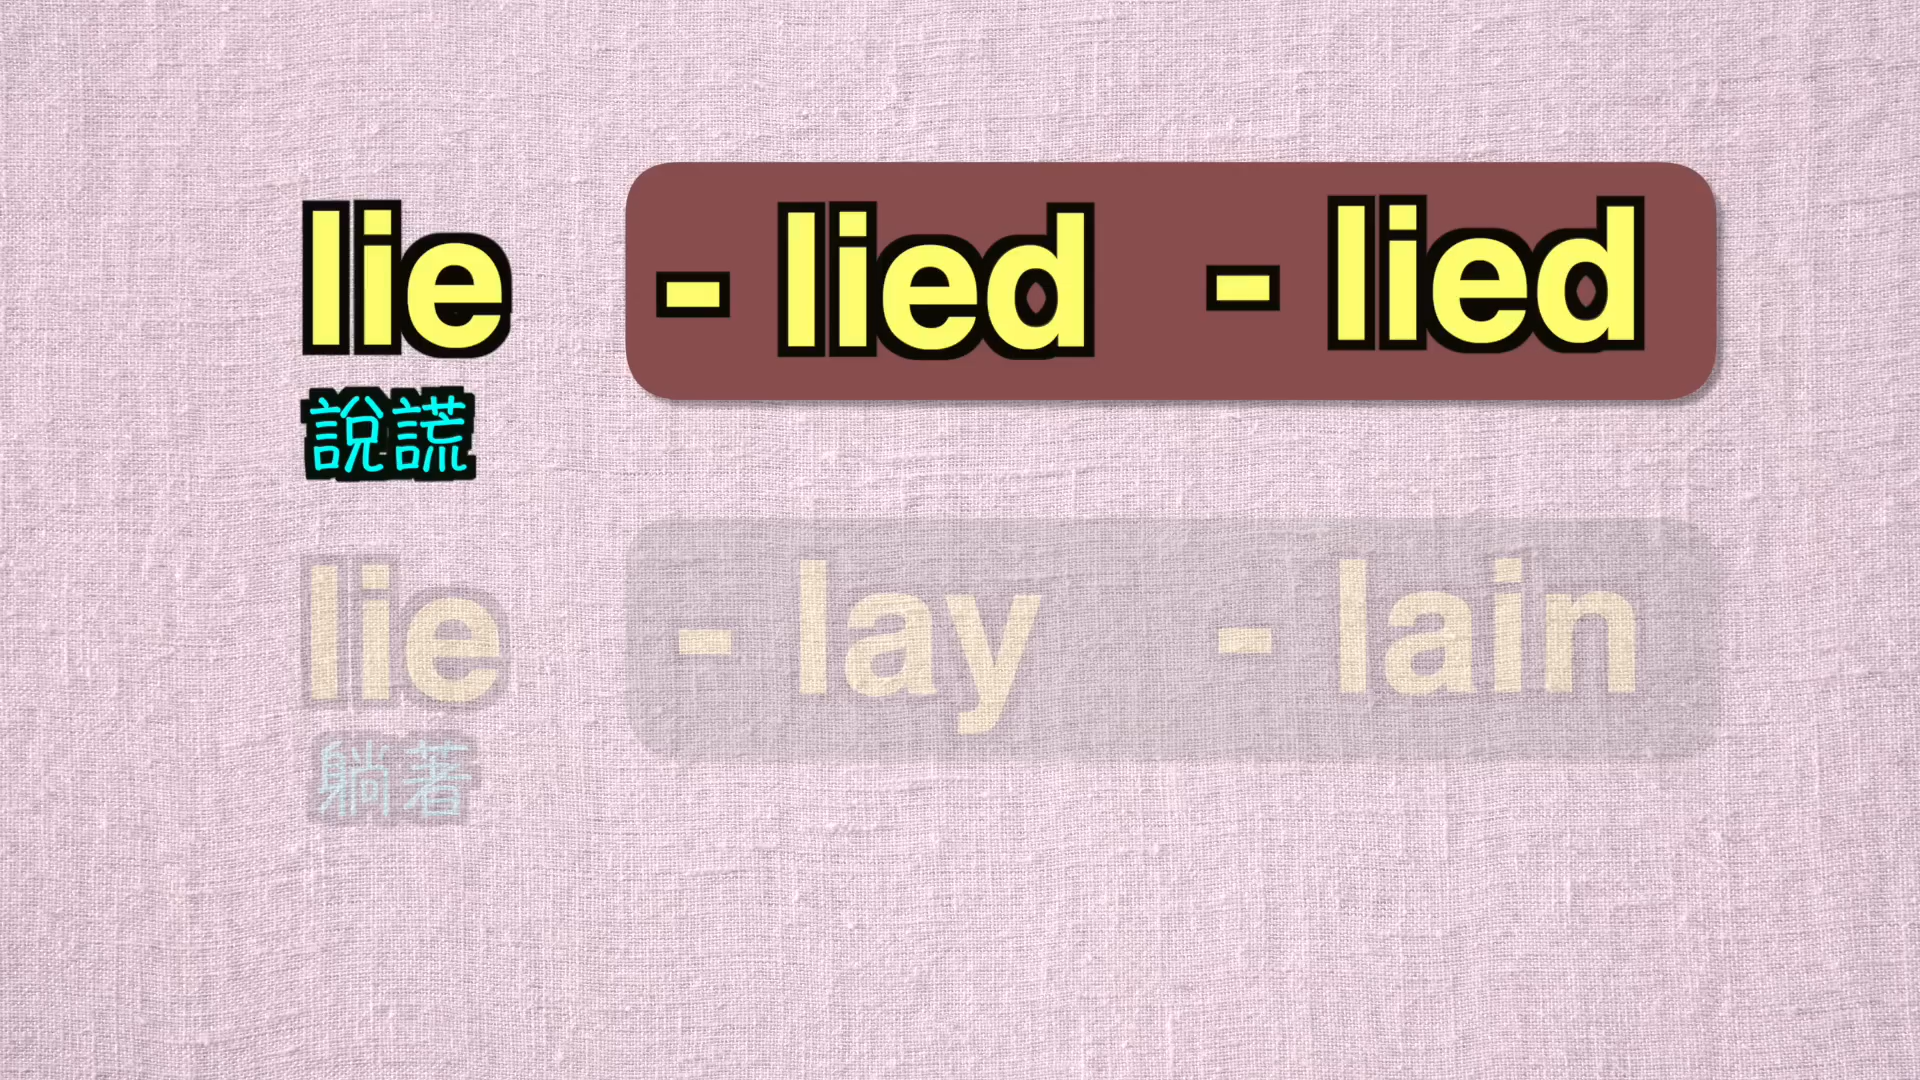 lie - lied - lied
說謊
lie - lay - lain
躺著